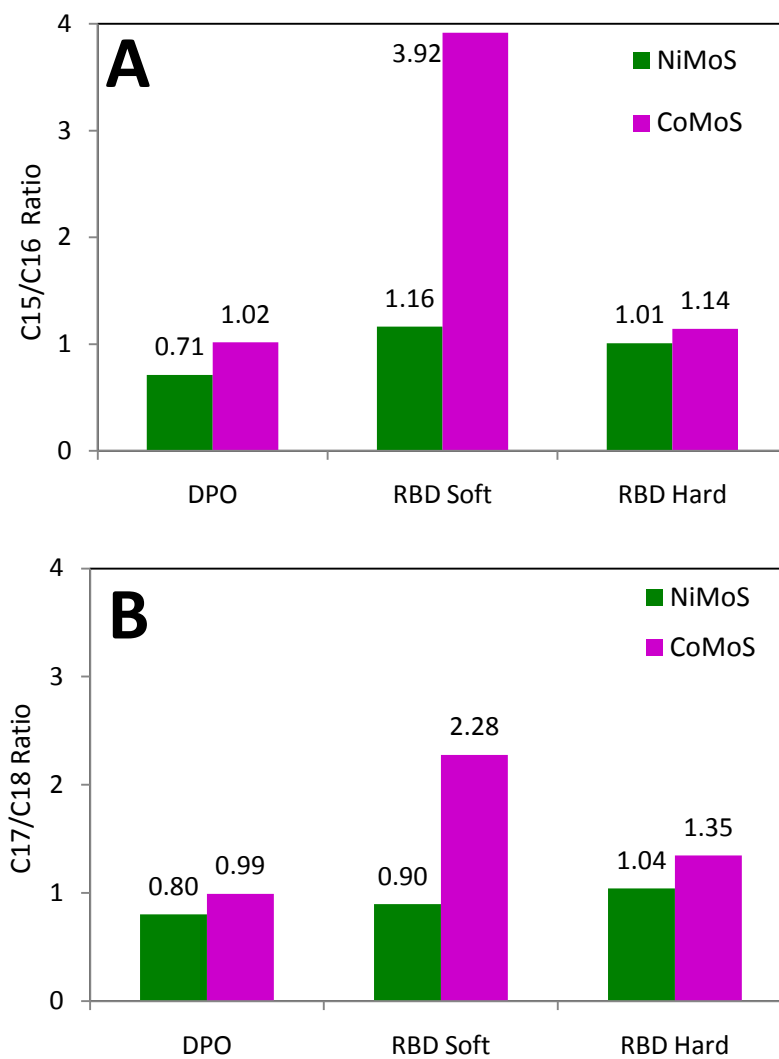 A
C15/C16 Ratio
4
3
2
1
0
NiMoS
CoMoS
3.92
0.71
1.02
1.16
1.01
1.14
DPO
RBD Soft
RBD Hard
B
C17/C18 Ratio
4
3
2
1
0
NiMoS
CoMoS
2.28
0.80
0.99
0.90
1.04
1.35
DPO
RBD Soft
RBD Hard